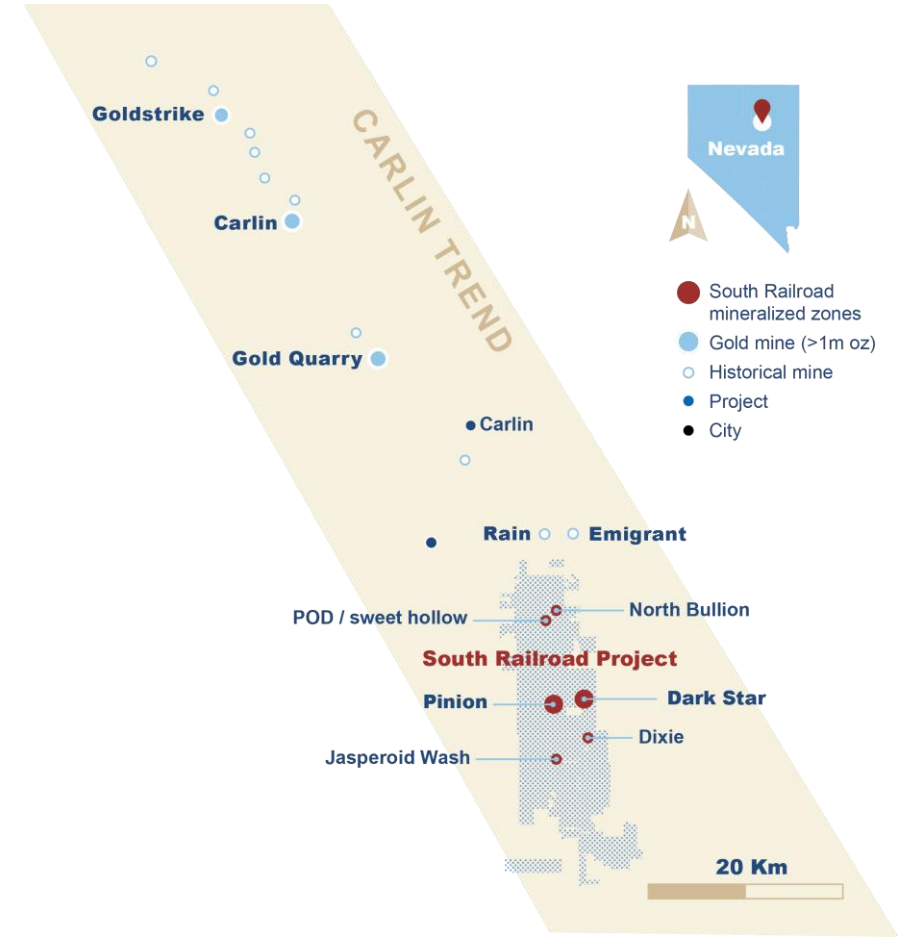 Goldstrike
CARLIN TREND
Nevada
Carlin
N
South Railroad
mineralized zones
Gold mine (>1m oz)
Historical mine
Project
City
Gold Quarry
Carlin
Rain
Emigrant
North Bullion
POD / sweet hollow
South Railroad Project
Pinion
Dark Star
Dixie
Jasperoid Wash
20 Km